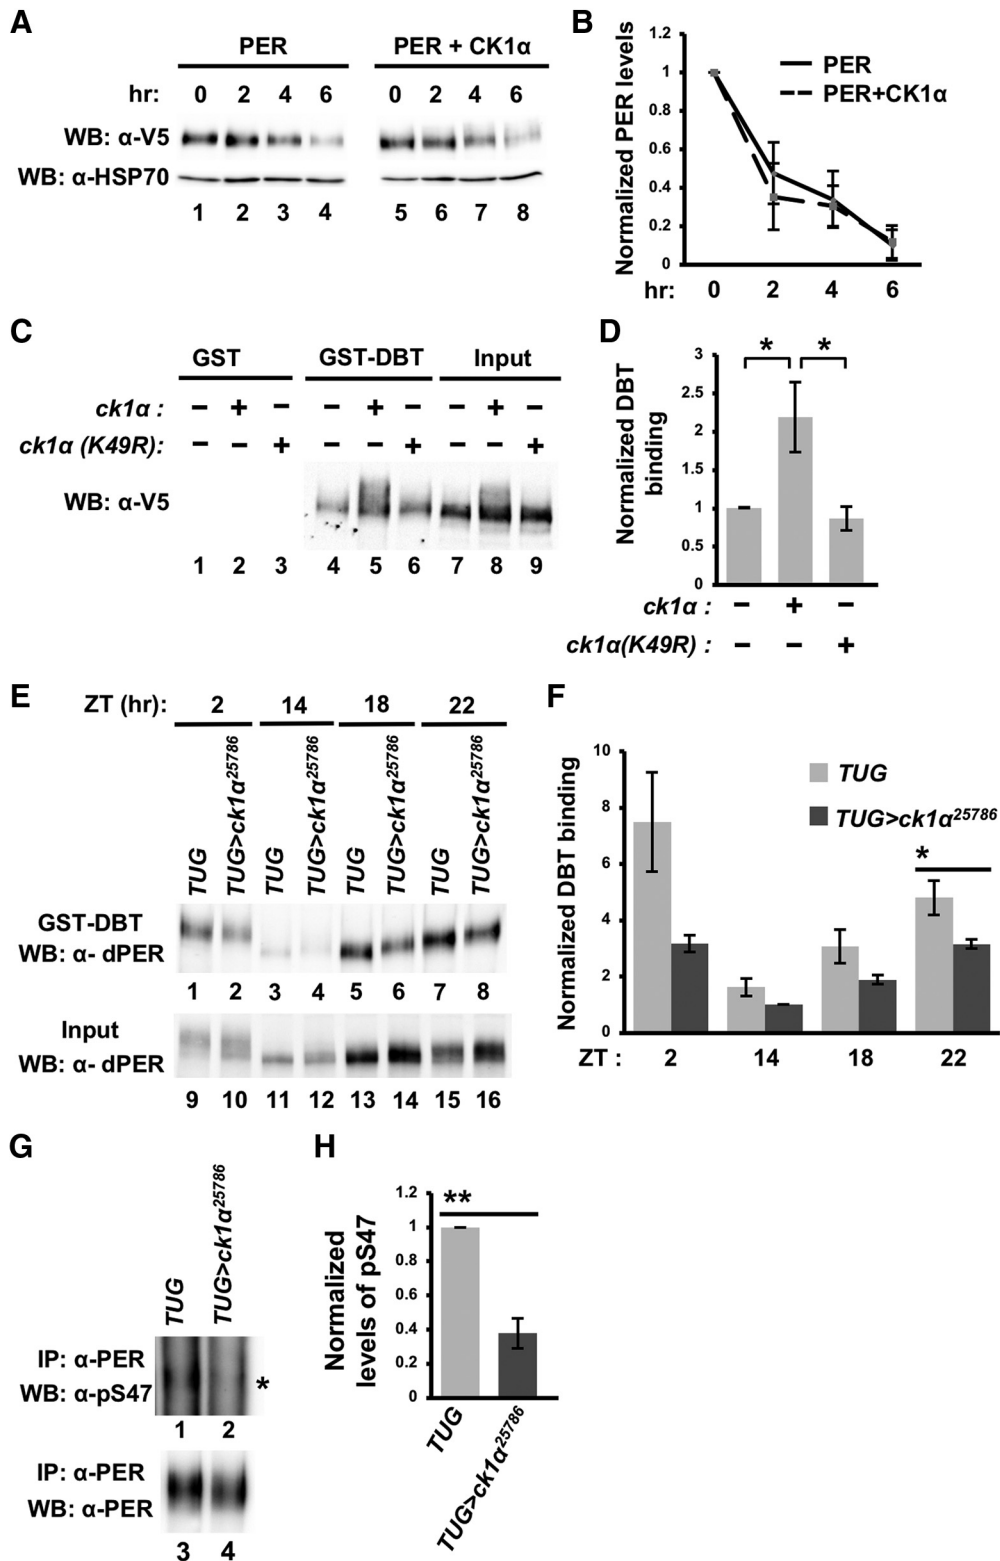 A
PER PER + CK1α
hr: 0 2 4 6 0 2 4 6
WB: α-V5
WB: α-HSP70
1 2 3 4 5 6 7 8
B
Normalized PER levels
1.2
1
0.8
0.6
0.4
0.2
0
PER
PER+CK1α
hr: 0 2 4 6
C
GST GST-DBT Input
ck1α : – + – – + – – + –
ck1α (K49R): – – + – – + – – +
WB: α-V5
1 2 3 4 5 6 7 8 9
D
Normalized DBT
binding
3
2.5
2
1.5
1
0.5
0
* *
ck1α : – + –
ck1α(K49R) : – – +
E
ZT (hr): 2 14 18 22
TUG TUG>ck1α25786 TUG TUG>ck1α25786 TUG TUG>ck1α25786 TUG TUG>ck1α25786
GST-DBT
WB: α- dPER
1 2 3 4 5 6 7 8
Input
WB: α- dPER
9 10 11 12 13 14 15 16
F
Normalized DBT binding
10
8
6
4
2
0
TUG
TUG>ck1α25786
*
ZT : 2 14 18 22
G
TUG TUG>ck1α25786
IP: α-PER
WB: α-pS47
*
1 2
IP: α-PER
WB: α-PER
3 4
H
Normalized
levels of pS47
1.2
1
0.8
0.6
0.4
0.2
0
**
TUG TUG>ck1α25786